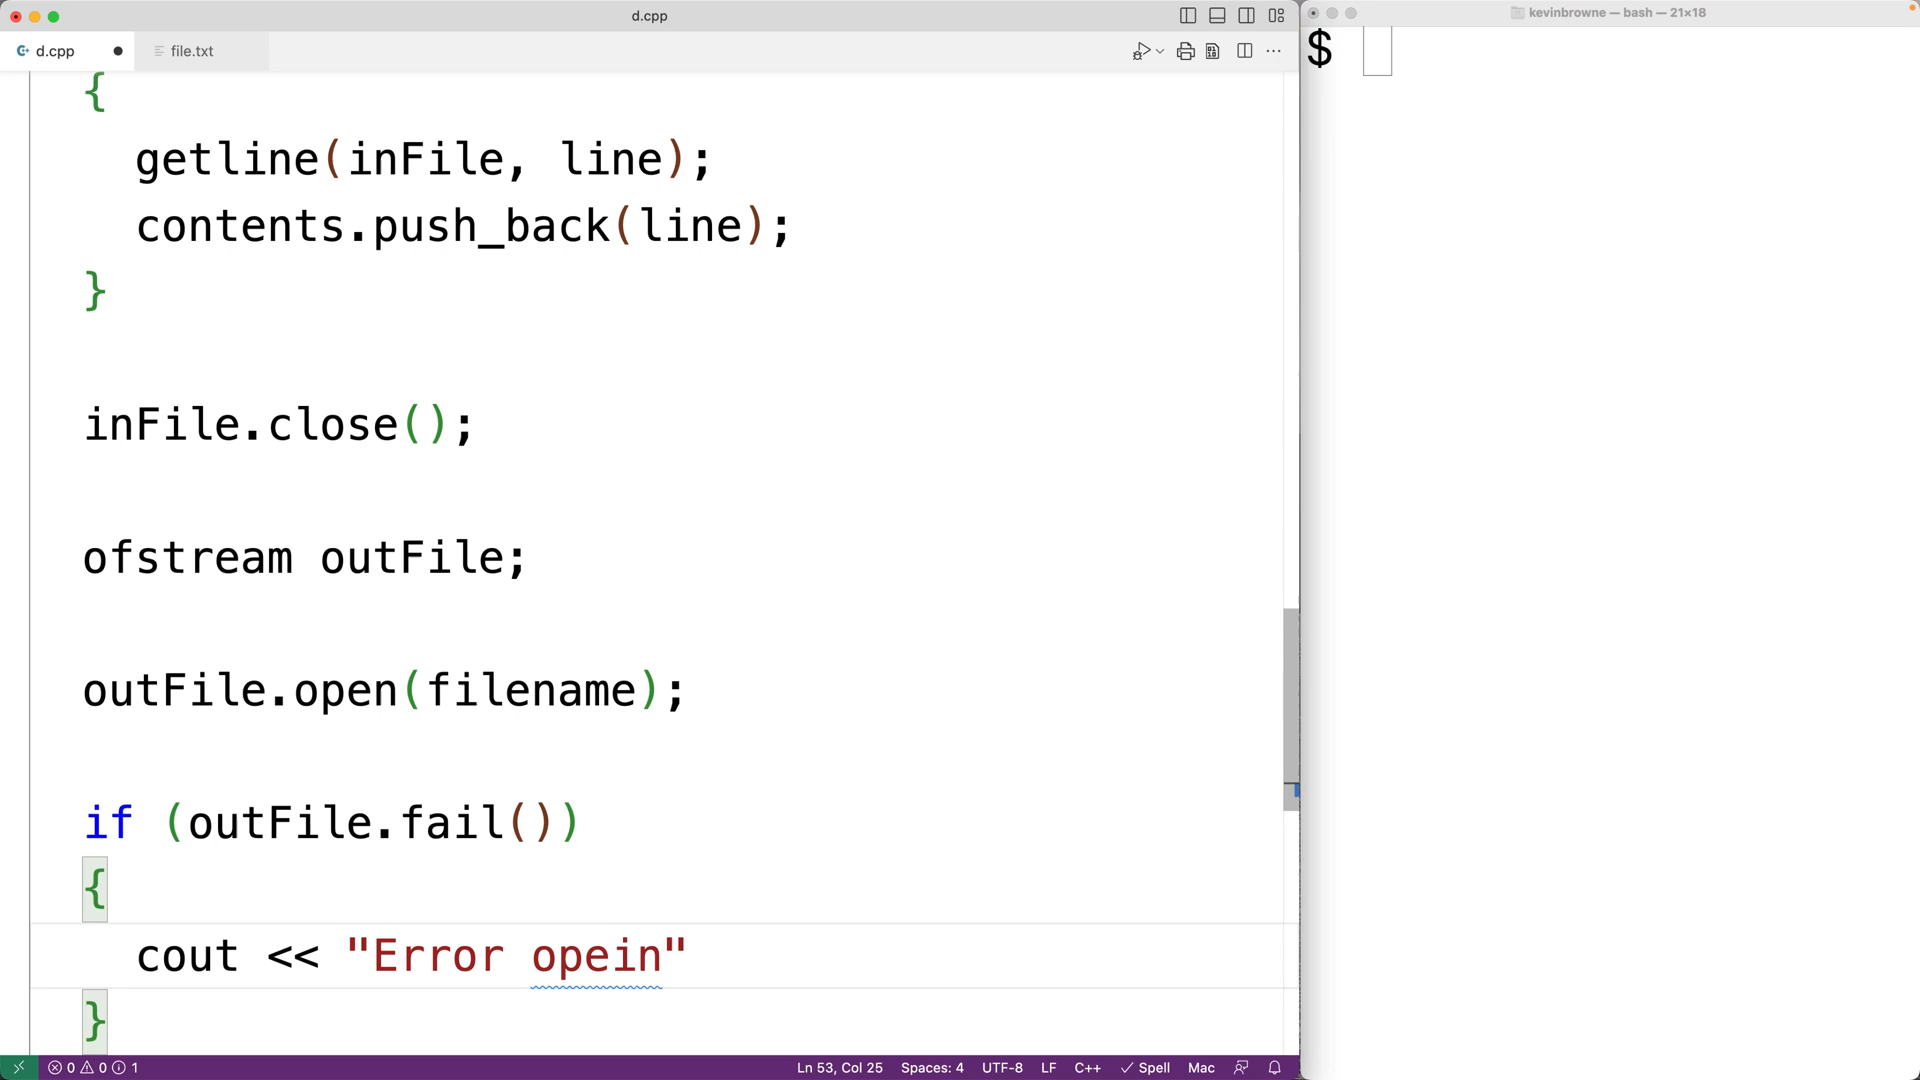 d.cpp
kevinbrowne — bash — 21×18
d.cpp
file.txt
$
{
getline(inFile, line);
contents.push_back(line);
}
inFile.close();
ofstream outFile;
outFile.open(filename);
if (outFile.fail())
{
cout << "Error opein"
}
0 0 1
Ln 53, Col 25
Spaces: 4
UTF-8
LF
C++
Spell
Mac